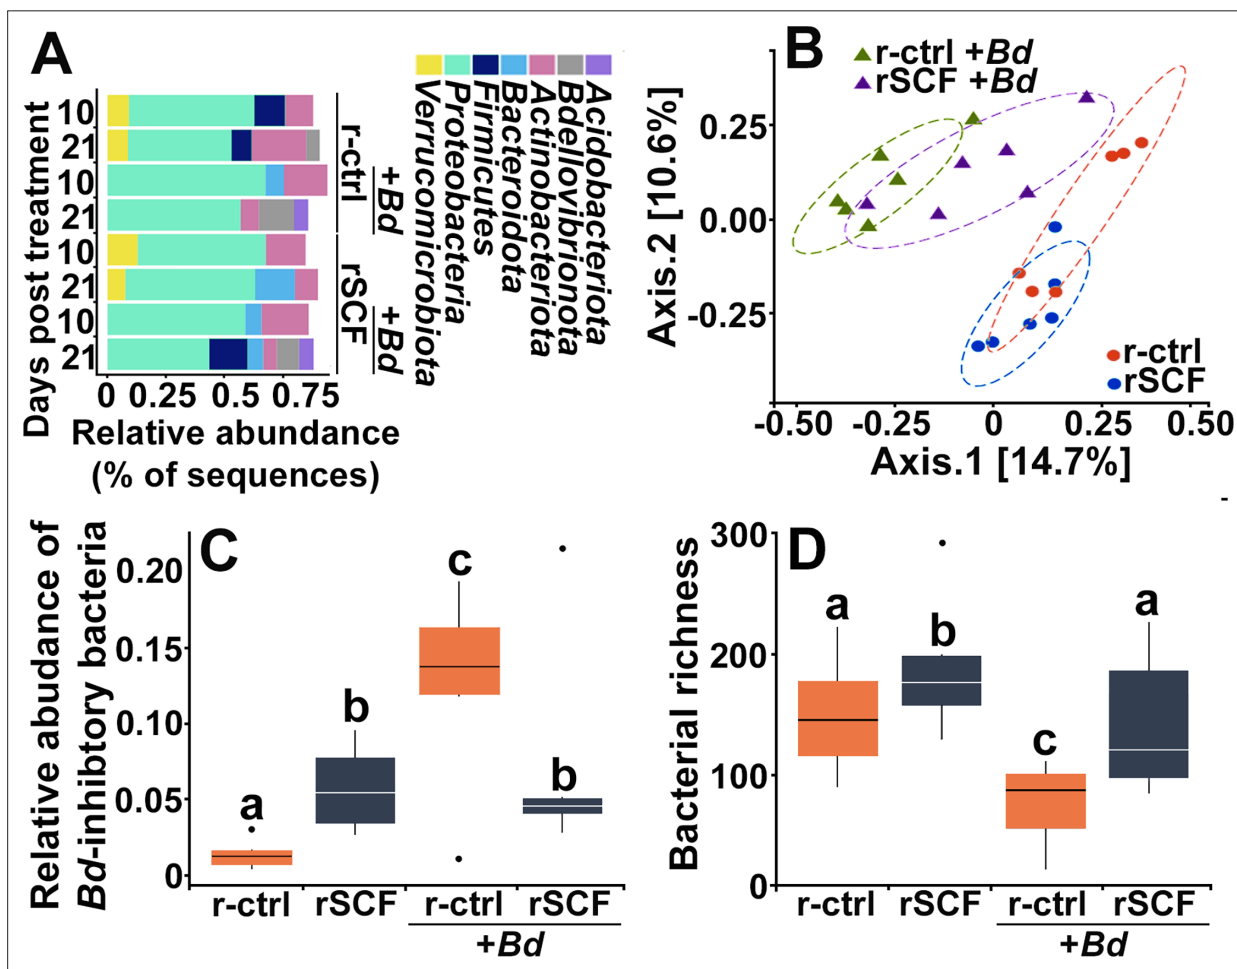 A
Verrucomicrobiota
Proteobacteria
Firmicutes
Bacteroidota
Actinobacteriota
Bdellovibrionota
Acidobacteriota
Days post treatment
10
21
10
21
10
21
10
21
r-ctrl
+Bd
rSCF
+Bd
0 0.25 0.5 0.75
Relative abundance
(% of sequences)
B
r-ctrl +Bd
rSCF +Bd
Axis.2 [10.6%]
0.25
0.00
-0.25
r-ctrl
rSCF
-0.50 -0.25 0 0.25 0.50
Axis.1 [14.7%]
C
Relative abudance of
Bd-inhibtory bacteria
0.20
0.15
0.10
0.05
0
a
b
c
b
r-ctrl rSCF r-ctrl rSCF
+Bd
D
Bacterial richness
300
200
100
0
a
b
c
a
r-ctrl rSCF r-ctrl rSCF
+Bd